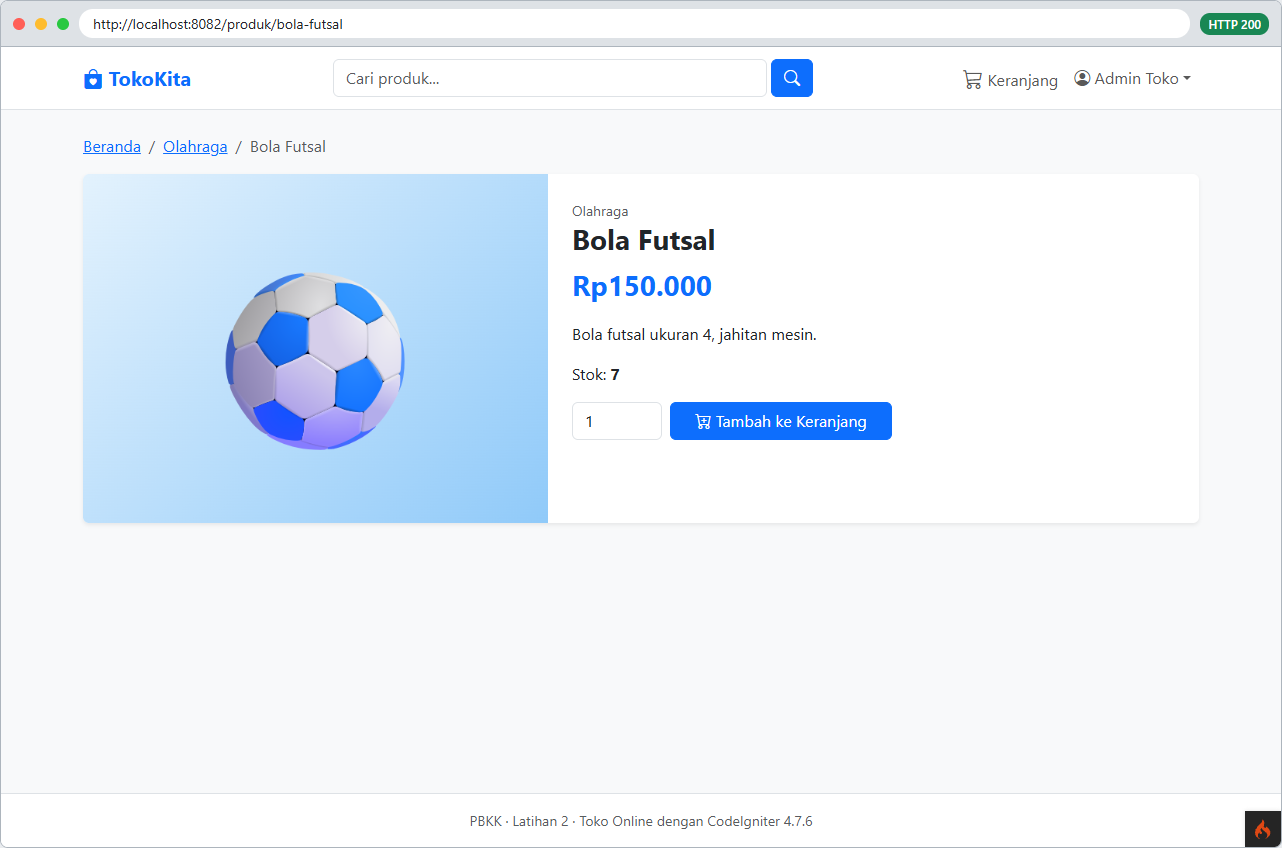 http://localhost:8082/produk/bola-futsal
HTTP 200
TokoKita
Cari produk...
Keranjang
Admin Toko
Beranda / Olahraga / Bola Futsal
Olahraga
Bola Futsal
Rp150.000
Bola futsal ukuran 4, jahitan mesin.
Stok: 7
1
Tambah ke Keranjang
PBKK · Latihan 2 · Toko Online dengan CodeIgniter 4.7.6